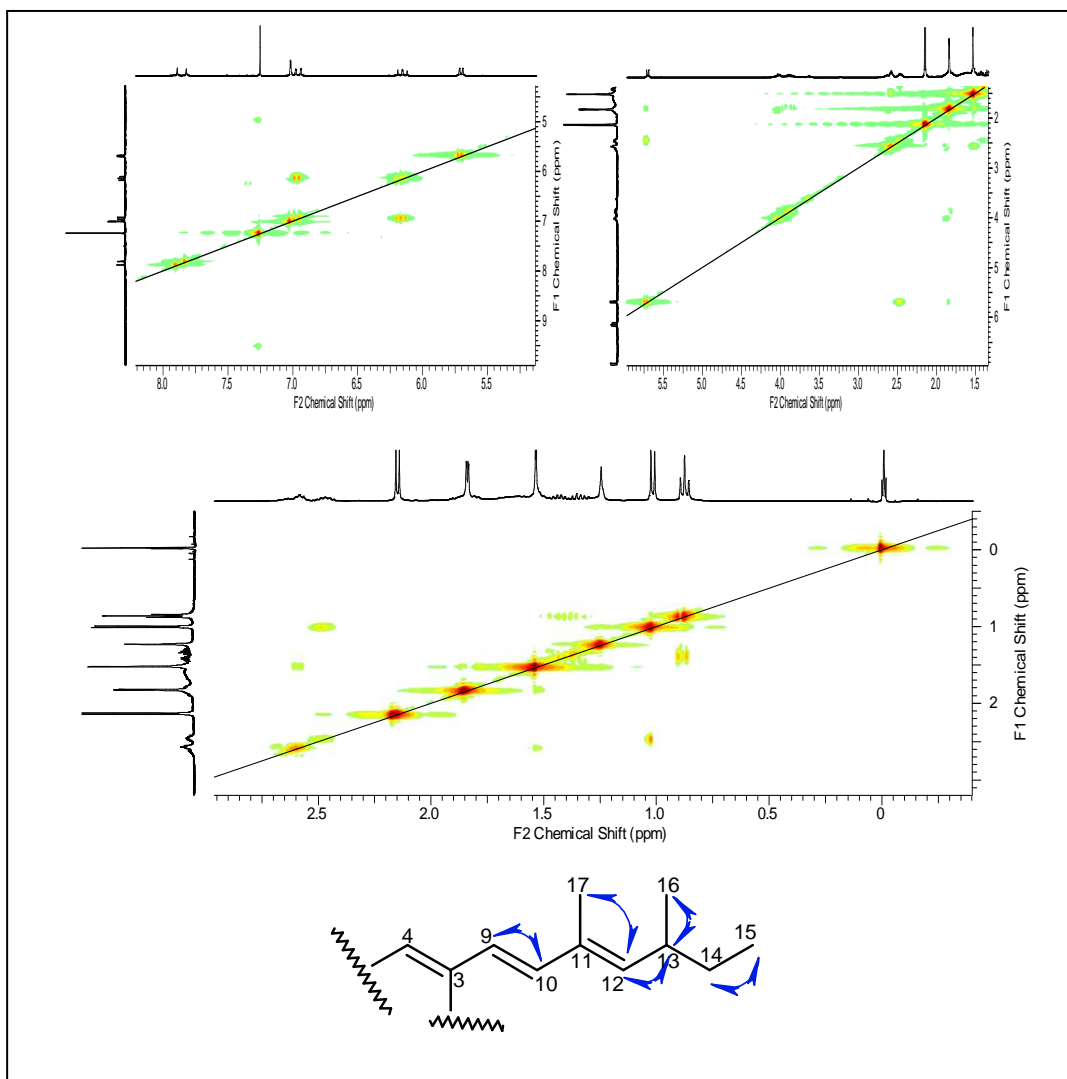 5
6
7
8
9
F1 Chemical Shift (ppm)
8.0 7.5 7.0 6.5 6.0 5.5
F2 Chemical Shift (ppm)
2
3
4
5
6
F1 Chemical Shift (ppm)
5.5 5.0 4.5 4.0 3.5 3.0 2.5 2.0 1.5
F2 Chemical Shift (ppm)
0
1
2
F1 Chemical Shift (ppm)
2.5 2.0 1.5 1.0 0.5 0
F2 Chemical Shift (ppm)
17 16
4 9 14 15
3 10 11 12 13